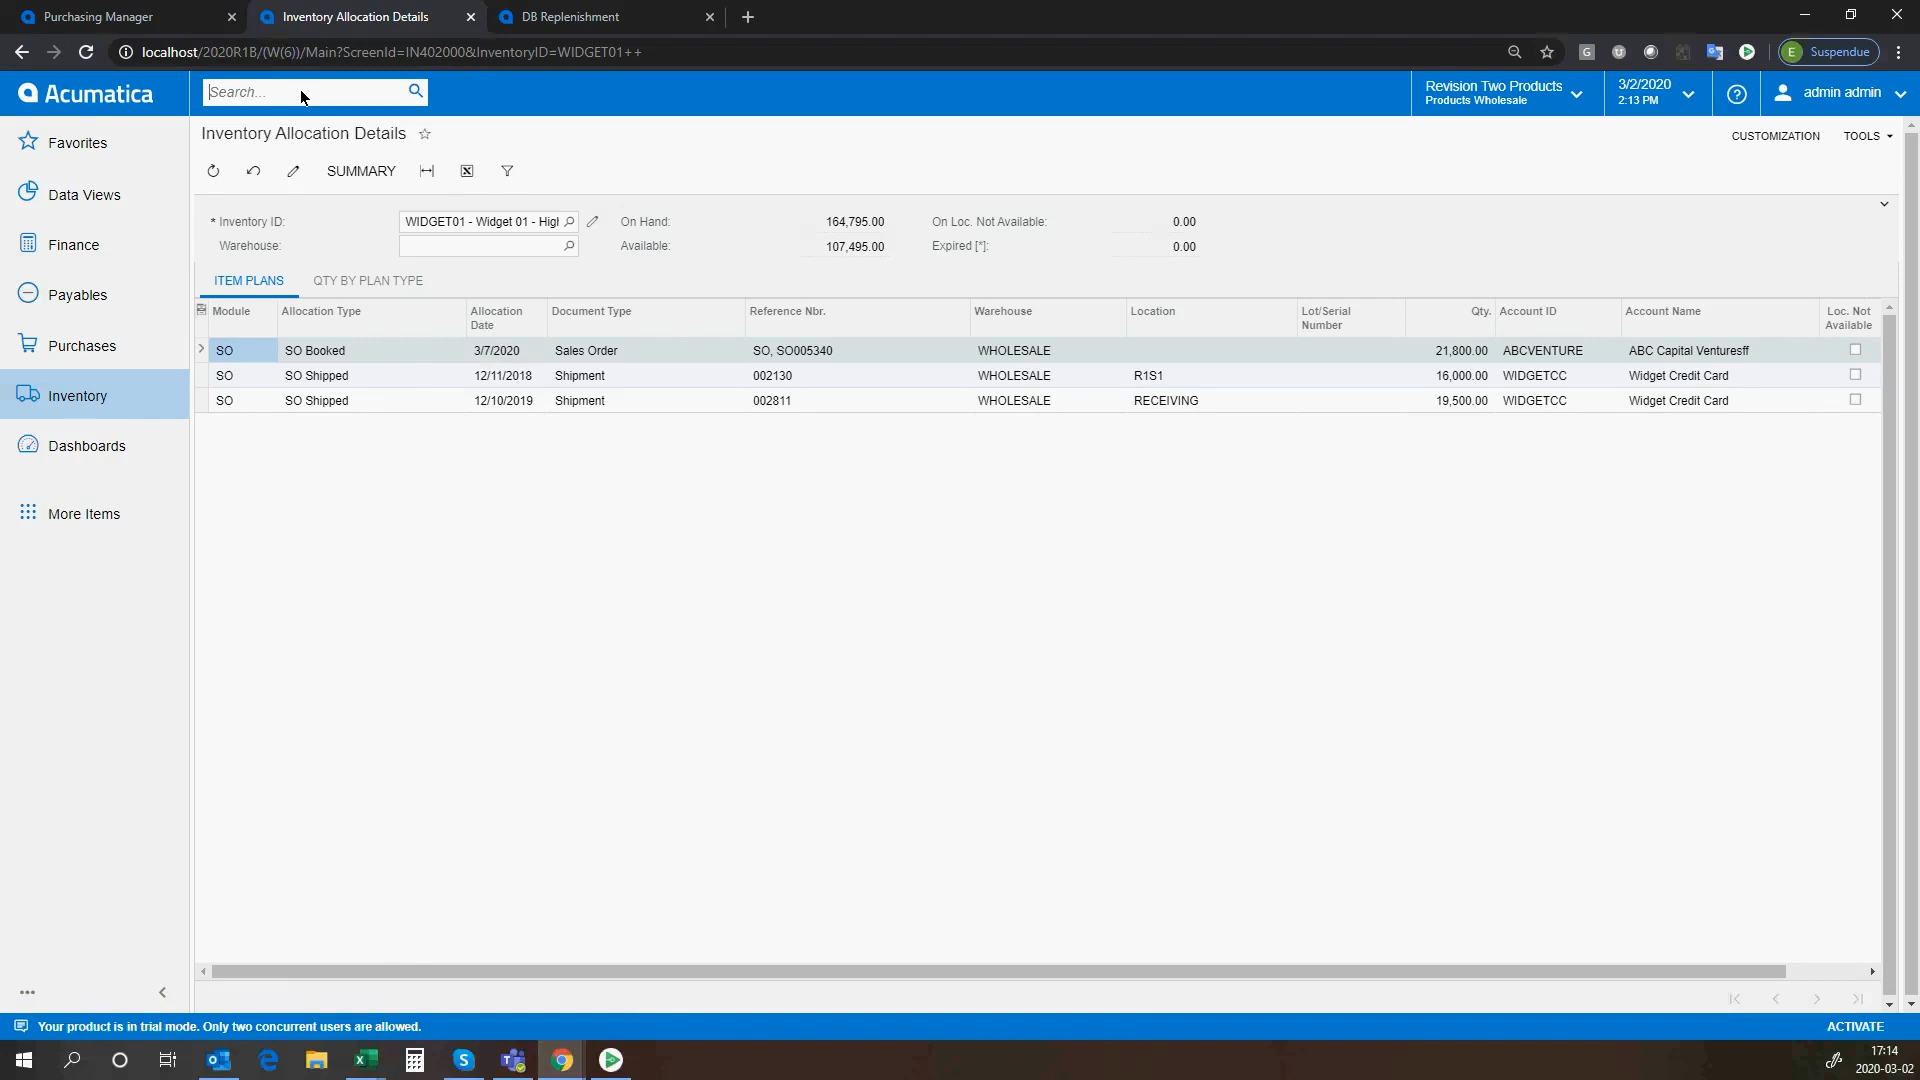 Purchasing Manager
Inventory Allocation Details
DB Replenishment
localhost/2020R1B/(W(6))/Main?ScreenId=IN402000&InventoryID=WIDGET01++
E Suspendue
Acumatica
Search...
Revision Two Products
Products Wholesale
3/2/2020
2:13 PM
admin admin
Favorites
Data Views
Finance
Payables
Purchases
Inventory
Dashboards
More Items
Inventory Allocation Details
CUSTOMIZATION TOOLS
SUMMARY
* Inventory ID: WIDGET01 - Widget 01 - High On Hand: 164,795.00 On Loc. Not Available: 0.00
Warehouse: Available: 107,495.00 Expired [*]: 0.00
ITEM PLANS QTY BY PLAN TYPE
Module Allocation Type Allocation Date Document Type Reference Nbr. Warehouse Location Lot/Serial Number Qty. Account ID Account Name Loc. Not Available
SO SO Booked 3/7/2020 Sales Order SO, SO005340 WHOLESALE 21,800.00 ABCVENTURE ABC Capital Venturesff
SO SO Shipped 12/11/2018 Shipment 002130 WHOLESALE R1S1 16,000.00 WIDGETCC Widget Credit Card
SO SO Shipped 12/10/2019 Shipment 002811 WHOLESALE RECEIVING 19,500.00 WIDGETCC Widget Credit Card
Your product is in trial mode. Only two concurrent users are allowed.
ACTIVATE
17:14
2020-03-02